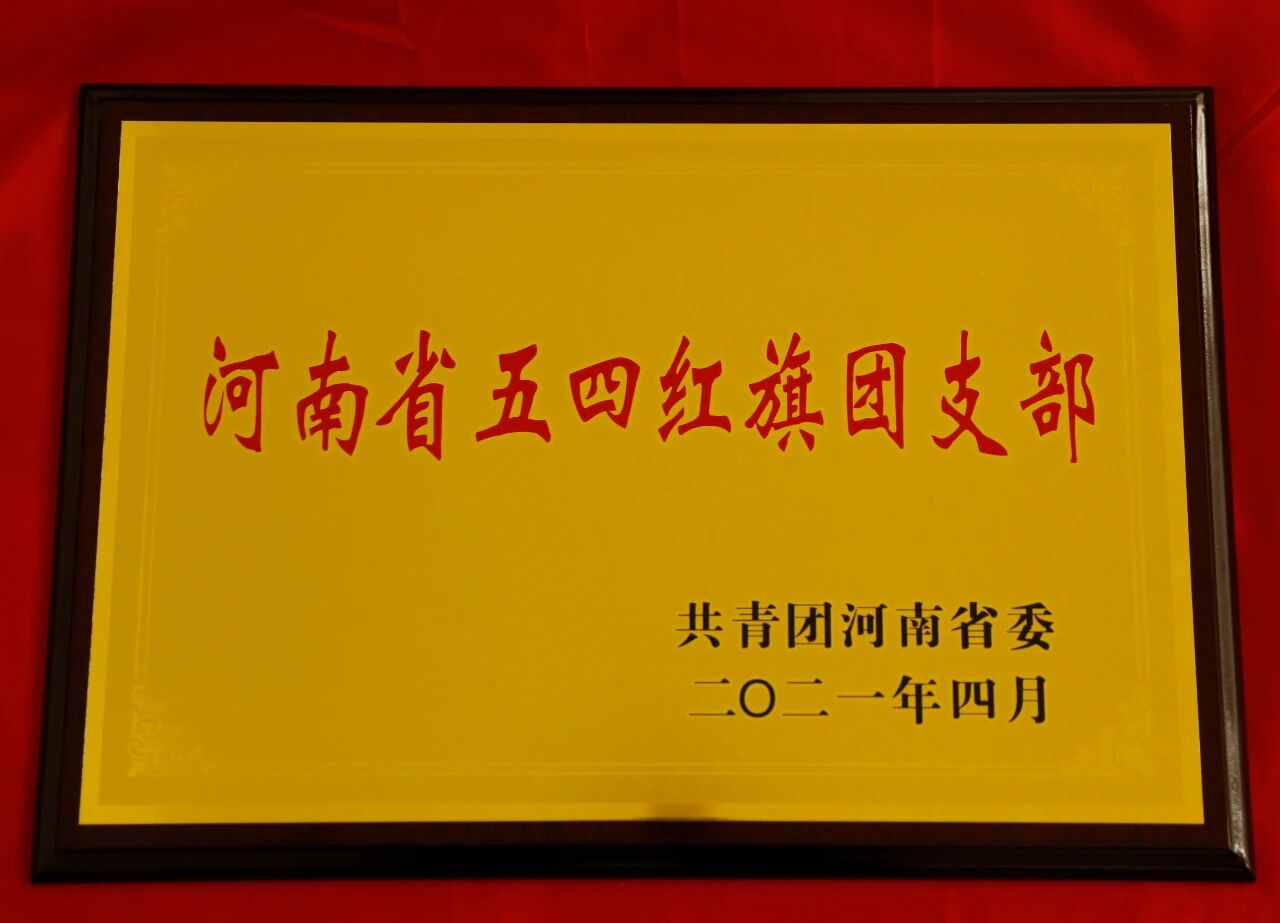 河南省五四红旗团支部
共青团河南省委
二〇二一年四月